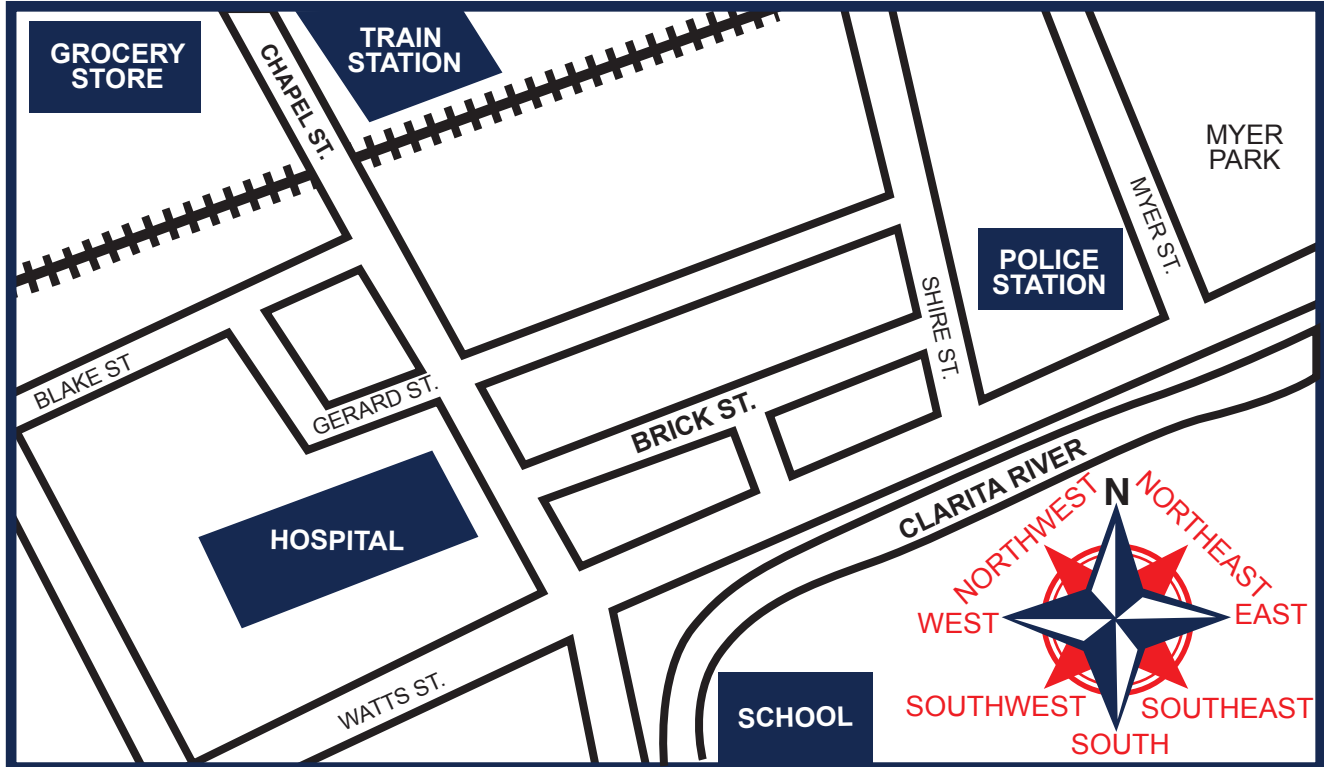 GROCERY
STORE
CHAPEL ST.
TRAIN
STATION
MYER
PARK
MYER ST.
POLICE
STATION
SHIRE ST.
BLAKE ST
GERARD ST.
BRICK ST.
HOSPITAL
CLARITA RIVER
WATTS ST.
SCHOOL
N
NORTHWEST
NORTHEAST
WEST
EAST
SOUTHWEST
SOUTHEAST
SOUTH